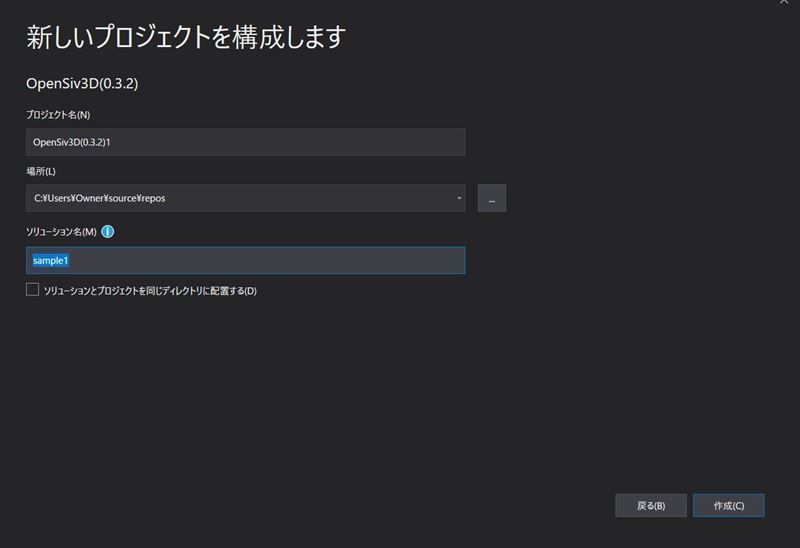 新しいプロジェクトを構成します
OpenSiv3D(0.3.2)
プロジェクト名(N)
OpenSiv3D(0.3.2)1
場所(L)
C:¥Users¥Owner¥source¥repos
...
ソリューション名(M)
sample1
ソリューションとプロジェクトを同じディレクトリに配置する(D)
戻る(B)
作成(C)